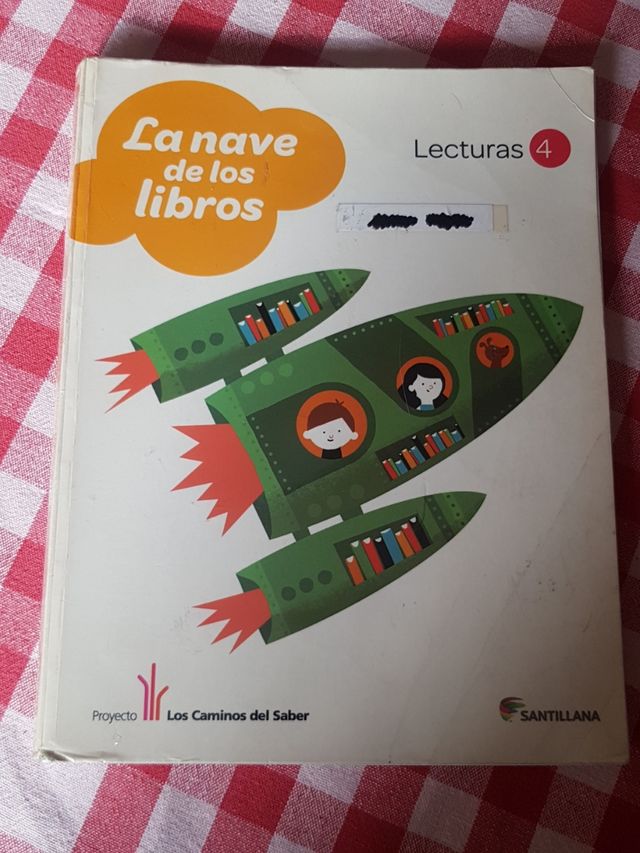 La nave
de los
libros
Lecturas 4
Proyecto Los Caminos del Saber
SANTILLANA